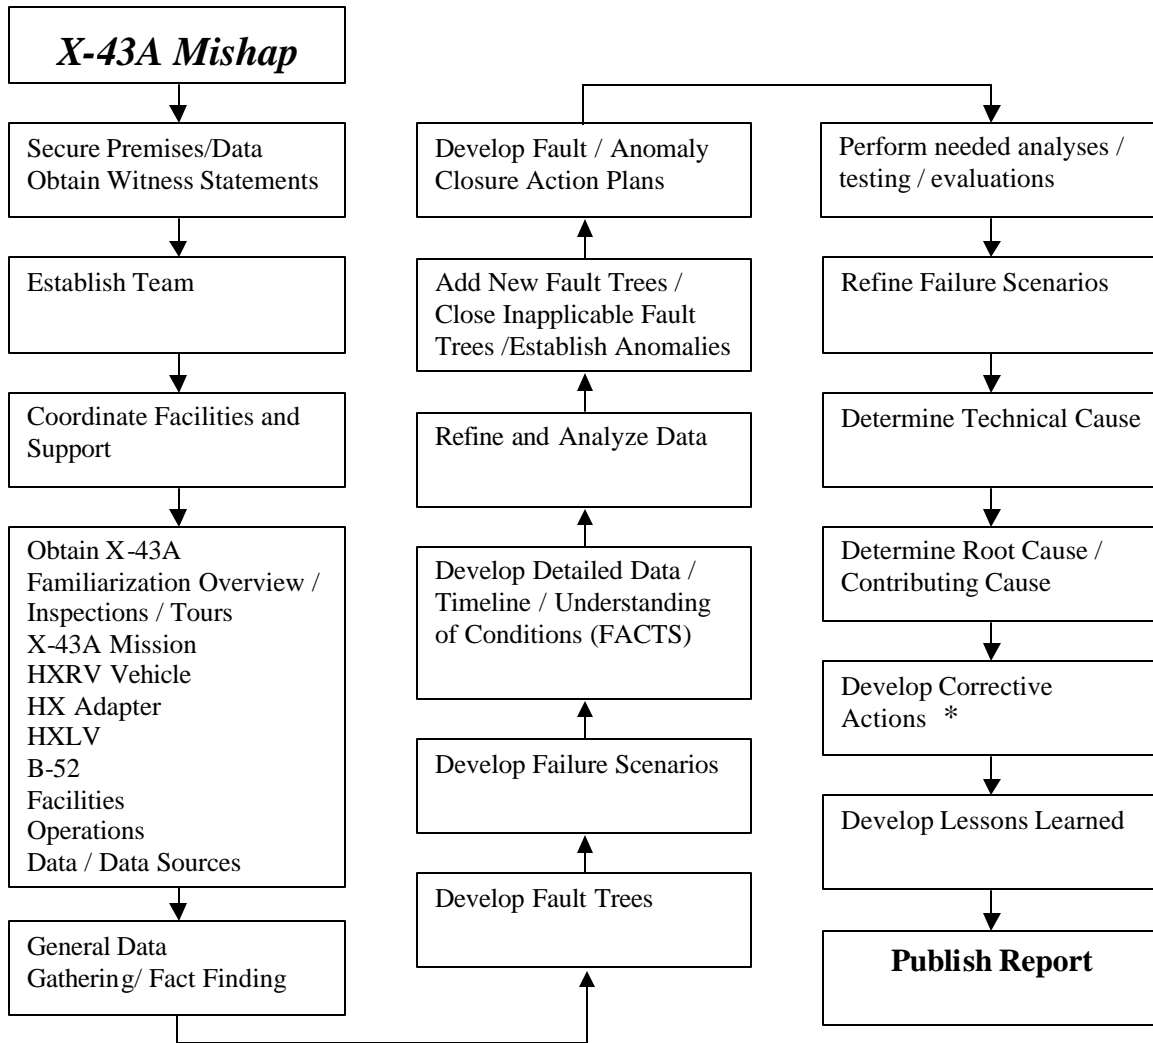 X-43A Mishap
Secure Premises/Data
Obtain Witness Statements
Establish Team
Coordinate Facilities and
Support
Obtain X-43A
Familiarization Overview /
Inspections / Tours
X-43A Mission
HXRV Vehicle
HX Adapter
HXLV
B-52
Facilities
Operations
Data / Data Sources
General Data
Gathering/ Fact Finding
Develop Fault Trees
Develop Failure Scenarios
Develop Detailed Data /
Timeline / Understanding
of Conditions (FACTS)
Refine and Analyze Data
Add New Fault Trees /
Close Inapplicable Fault
Trees /Establish Anomalies
Develop Fault / Anomaly
Closure Action Plans
Perform needed analyses /
testing / evaluations
Refine Failure Scenarios
Determine Technical Cause
Determine Root Cause /
Contributing Cause
Develop Corrective
Actions *
Develop Lessons Learned
Publish Report